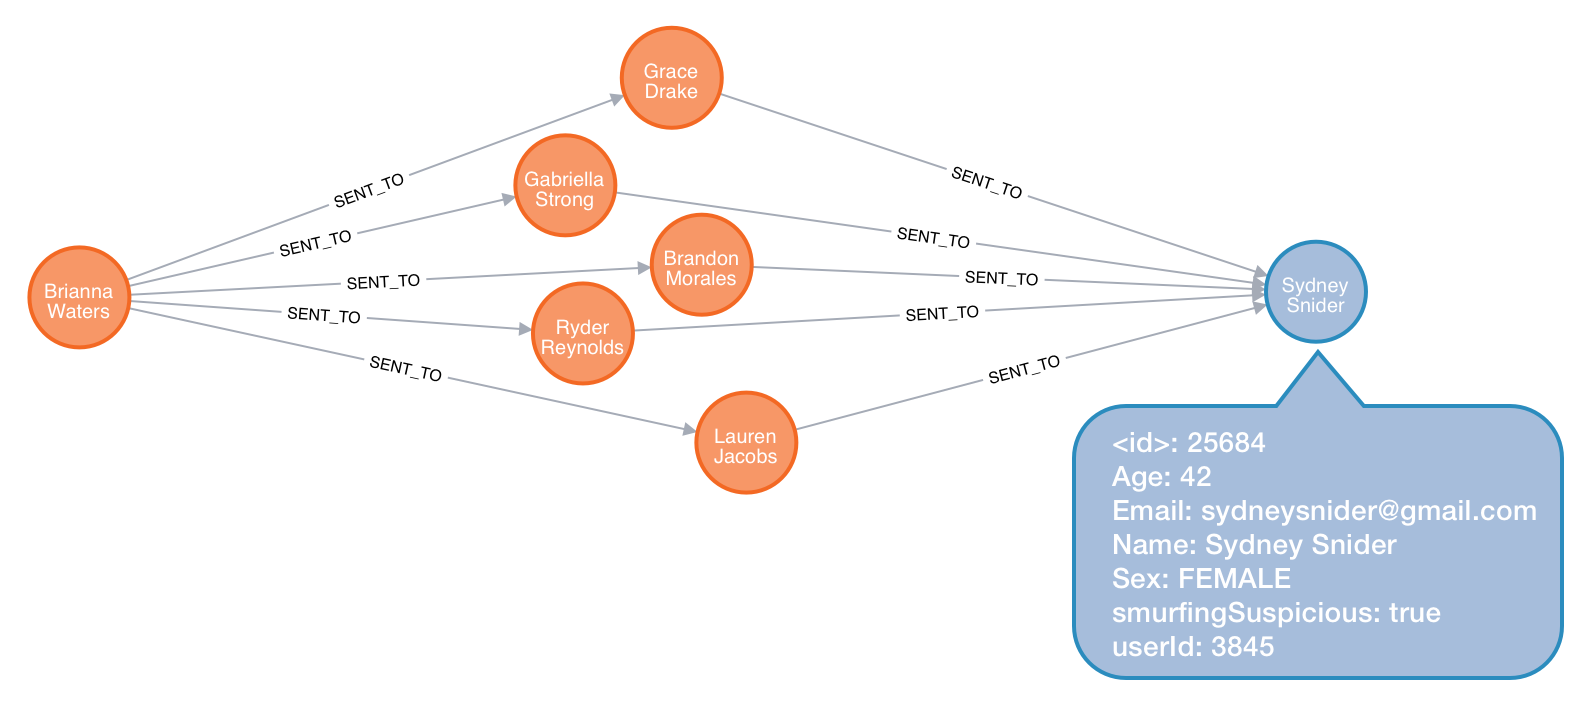 Grace
Drake
SENT_TO
SENT_TO
Gabriella
Strong
SENT_TO
SENT_TO
Brandon
Morales
SENT_TO
SENT_TO
Brianna
Waters
Sydney
Snider
SENT_TO
SENT_TO
Ryder
Reynolds
SENT_TO
SENT_TO
Lauren
Jacobs
<id>: 25684
Age: 42
Email: sydneysnider@gmail.com
Name: Sydney Snider
Sex: FEMALE
smurfingSuspicious: true
userId: 3845